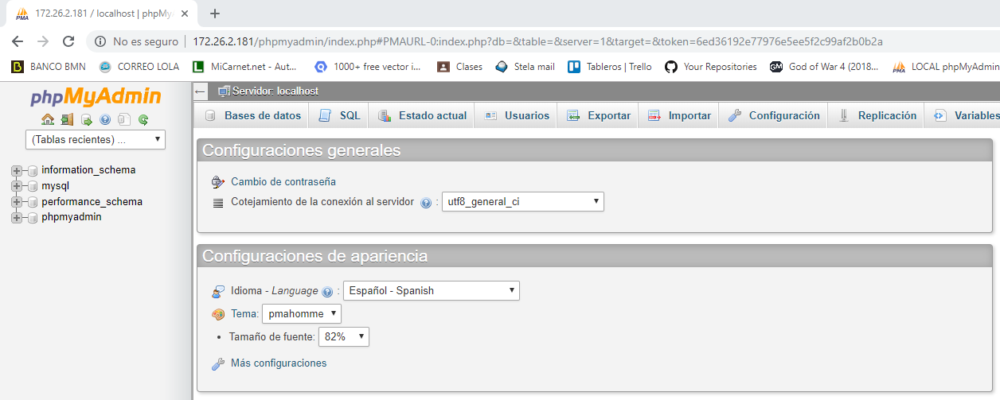 172.26.2.181 / localhost | phpMy
No es seguro | 172.26.2.181/phpmyadmin/index.php#PMAURL-0:index.php?db=&table=&server=1&target=&token=6ed36192e77976e5ee5f2c99af2b0b2a
BANCO BMN CORREO LOLA MiCarnet.net - Aut... 1000+ free vector i... Clases Stela mail Tableros | Trello Your Repositories God of War 4 (2018... LOCAL phpMyAdmin
phpMyAdmin
(Tablas recientes) ...
information_schema
mysql
performance_schema
phpmyadmin
Servidor: localhost
Bases de datos SQL Estado actual Usuarios Exportar Importar Configuración Replicación Variables
Configuraciones generales
Cambio de contraseña
Cotejamiento de la conexión al servidor : utf8_general_ci
Configuraciones de apariencia
Idioma - Language : Español - Spanish
Tema: pmahomme
• Tamaño de fuente: 82%
Más configuraciones